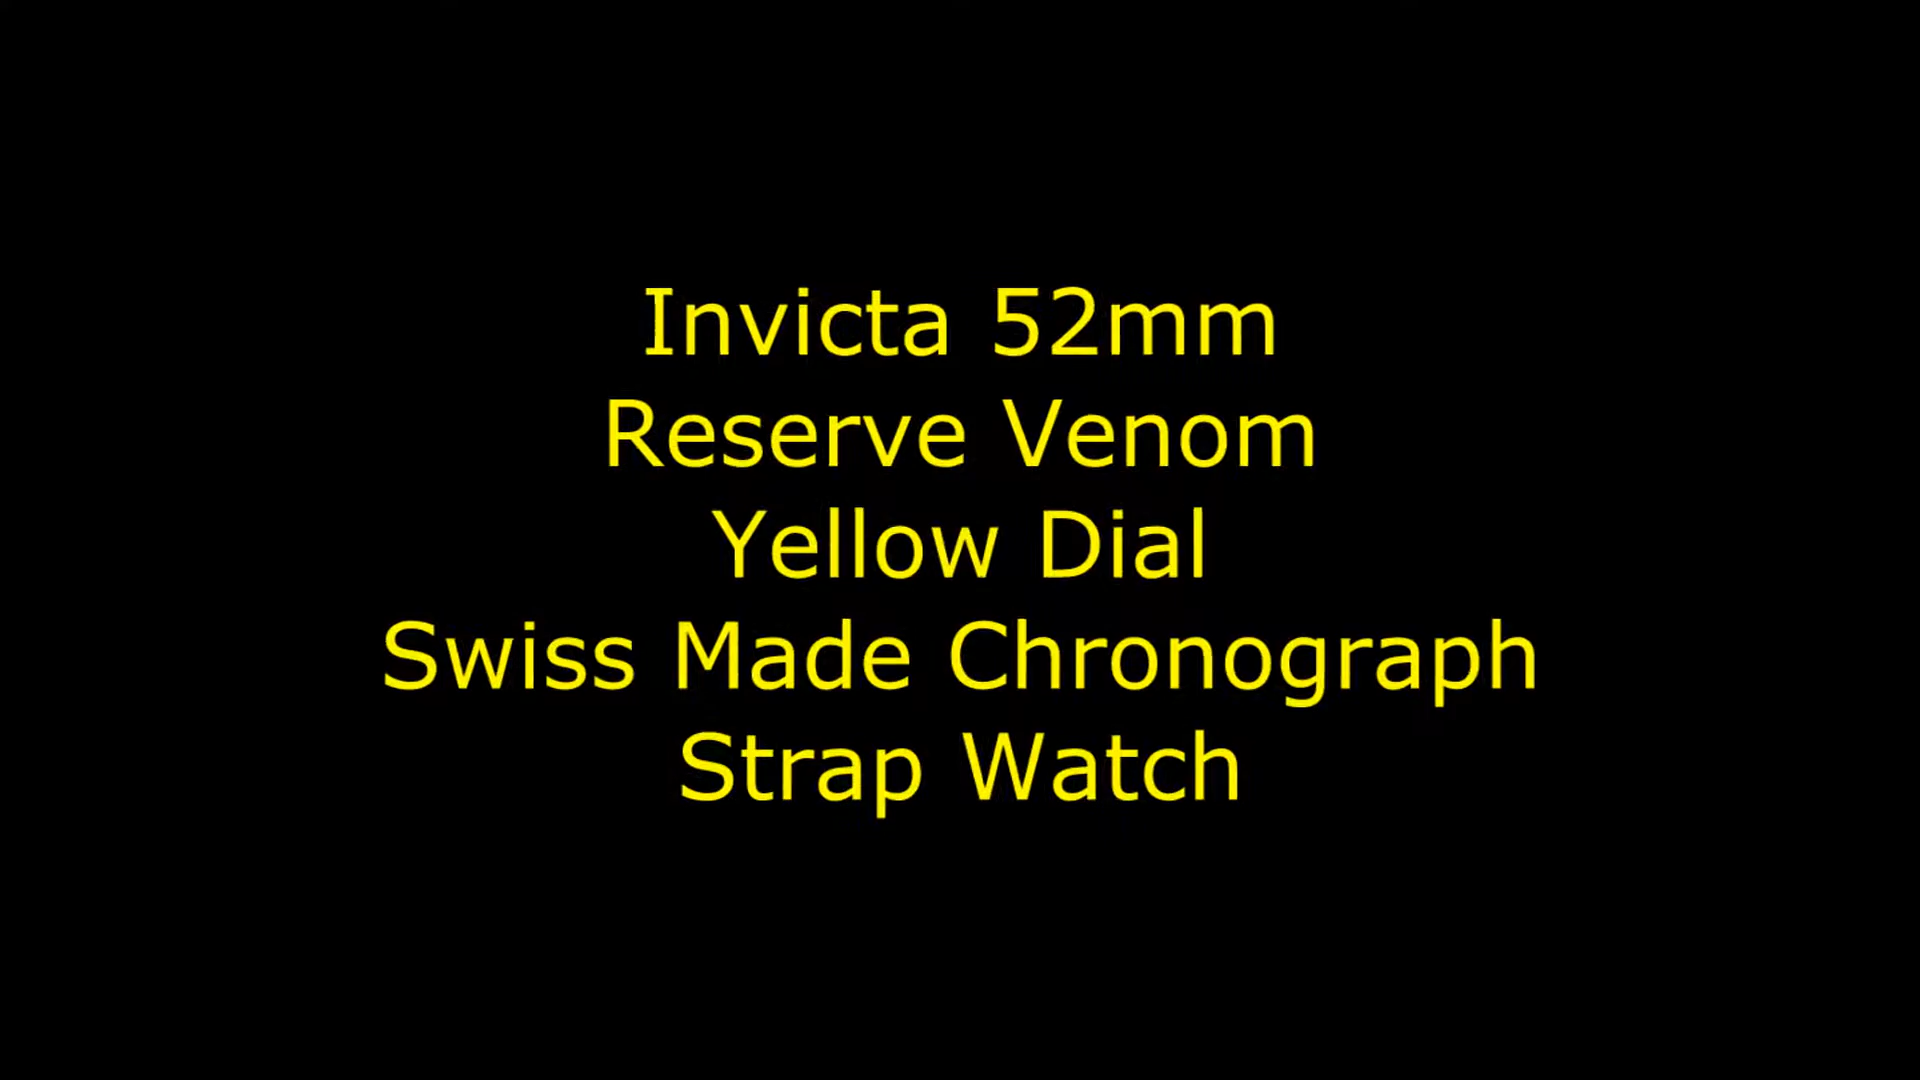 Invicta 52mm
Reserve Venom
Yellow Dial
Swiss Made Chronograph
Strap Watch